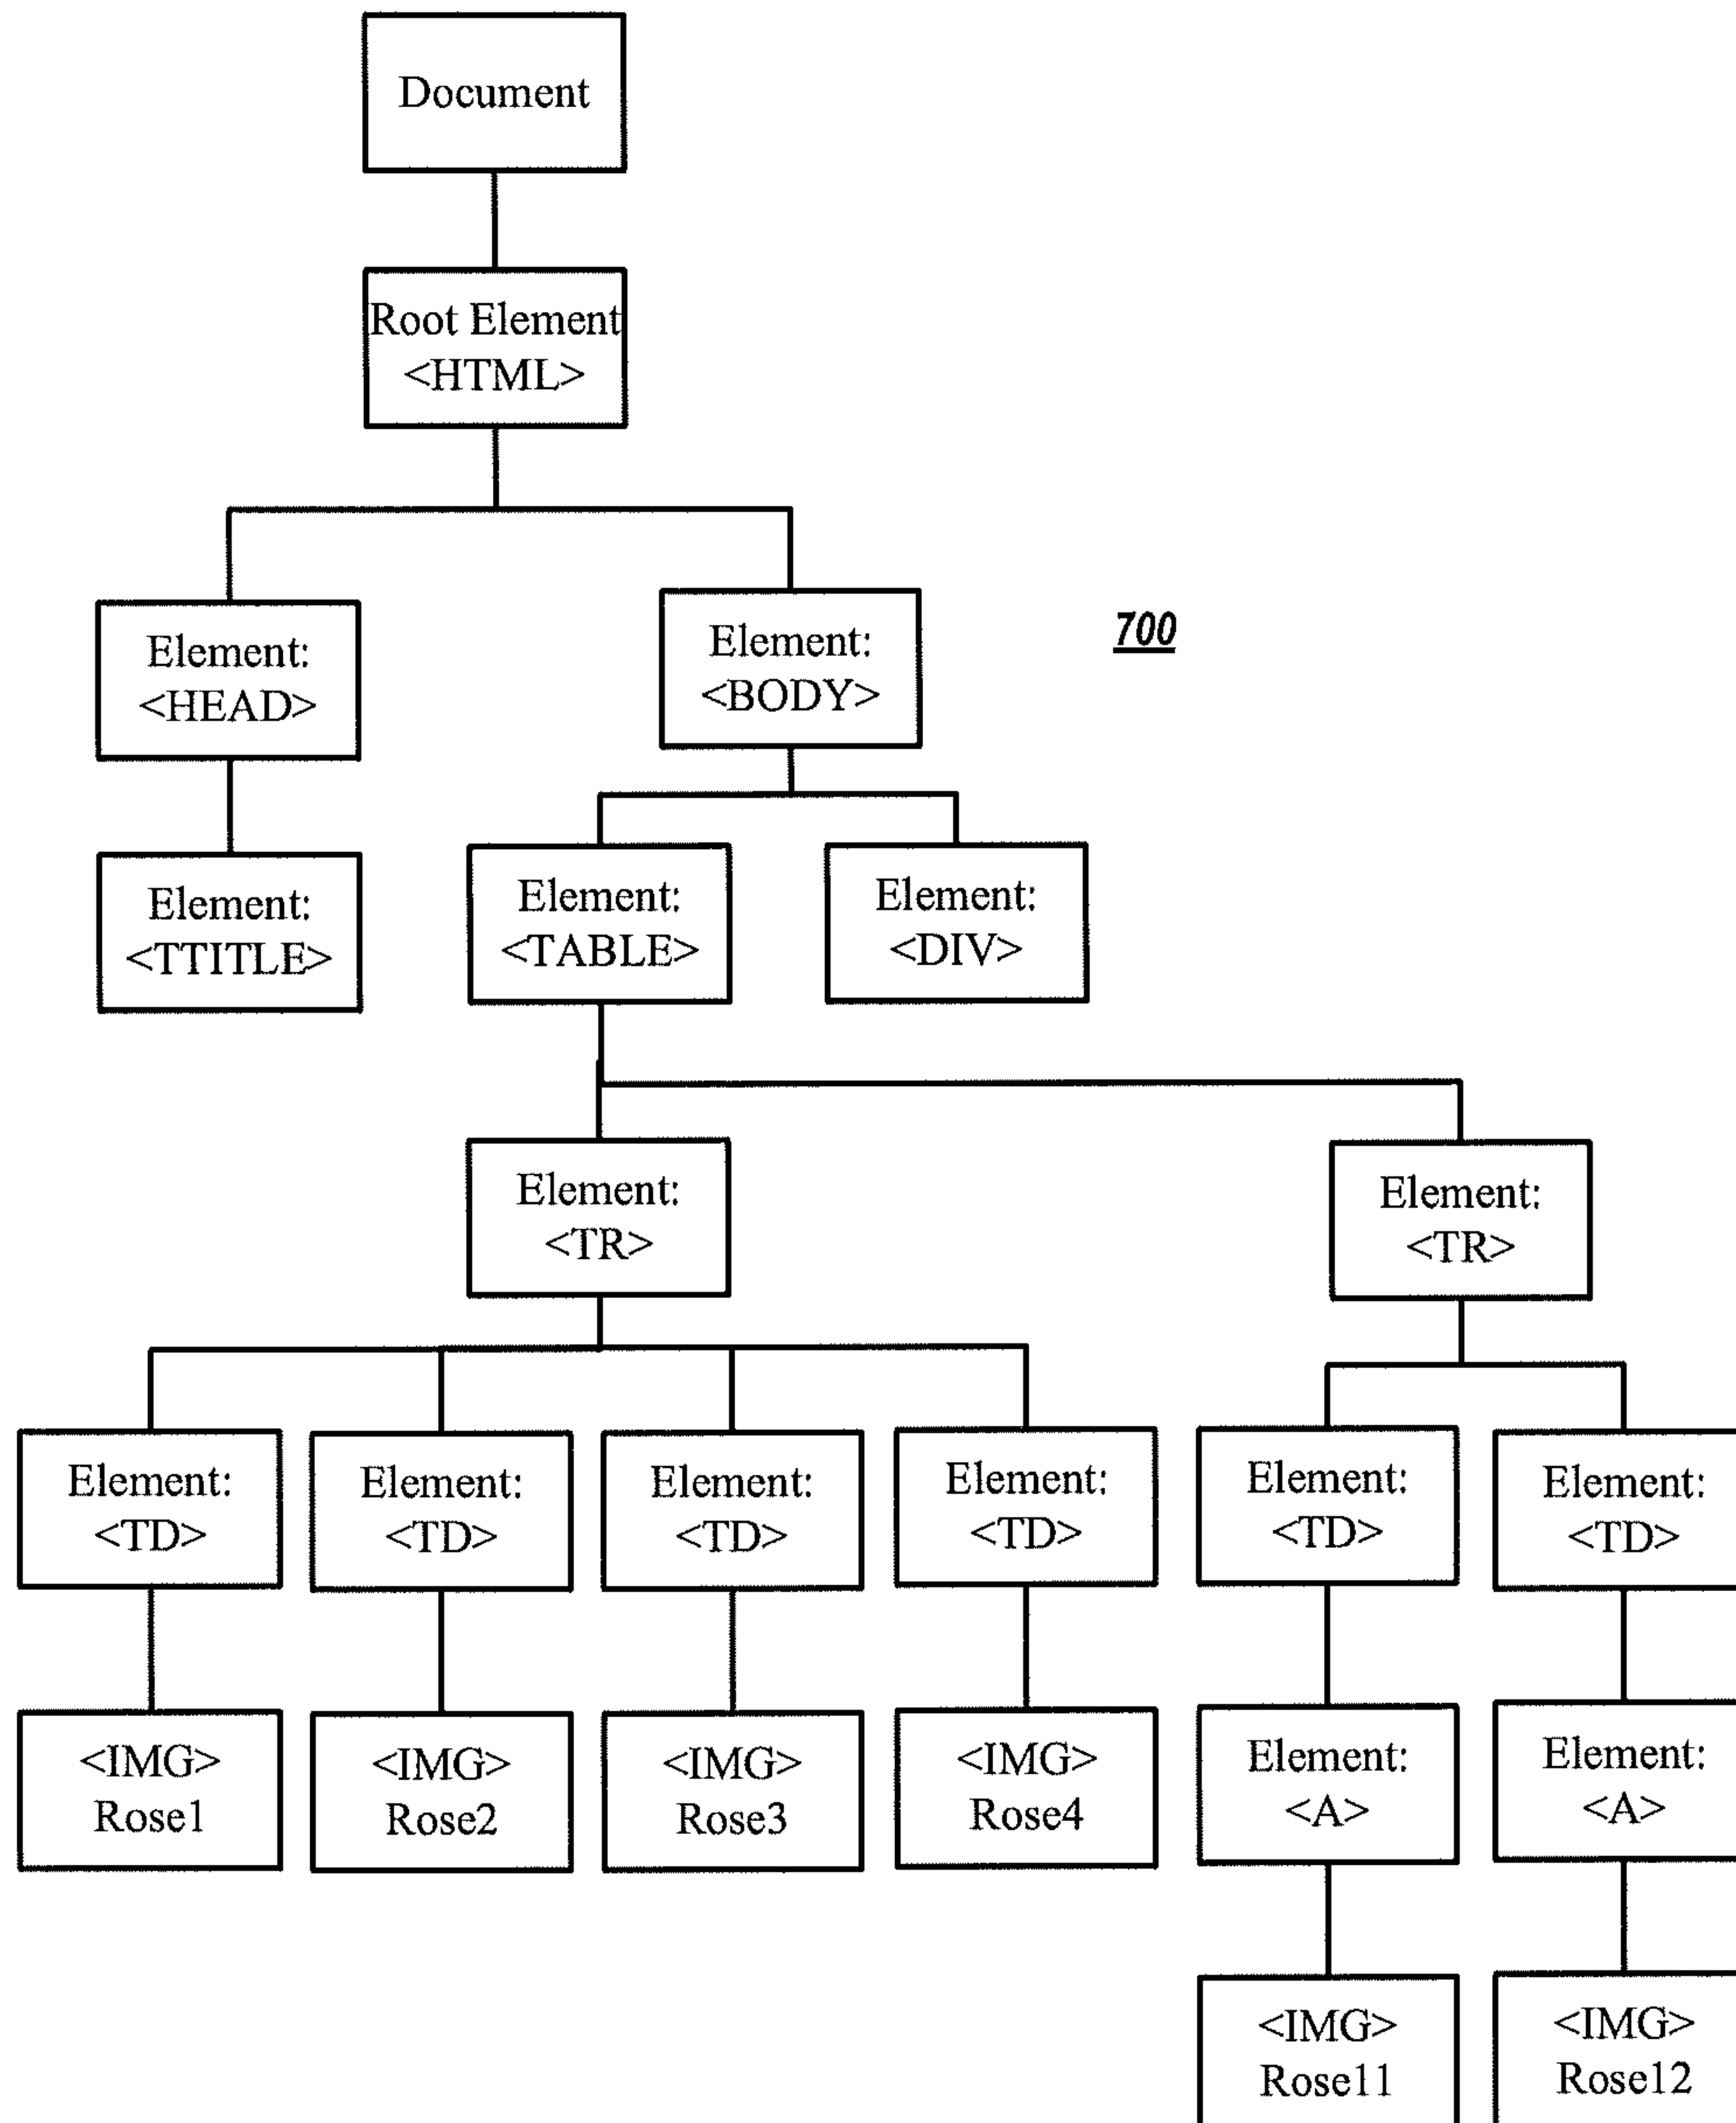 Document
Root Element
<HTML>
Element:
<HEAD>
Element:
<BODY>
700
Element:
<TTITLE>
Element:
<TABLE>
Element:
<DIV>
Element:
<TR>
Element:
<TR>
Element:
<TD>
Element:
<TD>
Element:
<TD>
Element:
<TD>
Element:
<TD>
Element:
<TD>
<IMG>
Rose1
<IMG>
Rose2
<IMG>
Rose3
<IMG>
Rose4
Element:
<A>
Element:
<A>
<IMG>
Rose11
<IMG>
Rose12